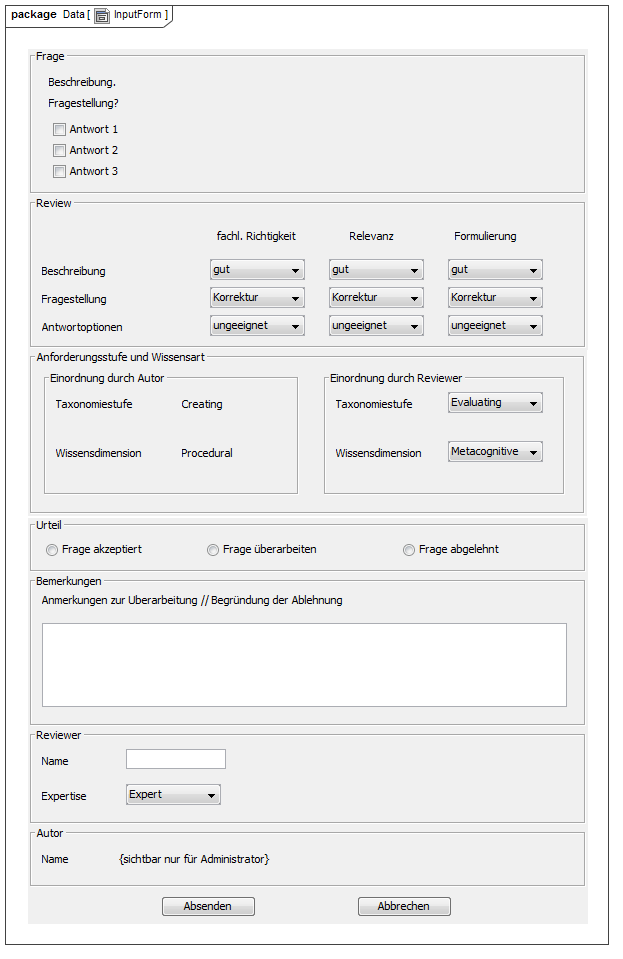 package Data [ InputForm ]
Frage
Beschreibung.
Fragestellung?
Antwort 1
Antwort 2
Antwort 3
Review
fachl. Richtigkeit Relevanz Formulierung
Beschreibung gut gut gut
Fragestellung Korrektur Korrektur Korrektur
Antwortoptionen ungeeignet ungeeignet ungeeignet
Anforderungsstufe und Wissensart
Einordnung durch Autor Einordnung durch Reviewer
Taxonomiestufe Creating Taxonomiestufe Evaluating
Wissensdimension Procedural Wissensdimension Metacognitive
Urteil
Frage akzeptiert Frage überarbeiten Frage abgelehnt
Bemerkungen
Anmerkungen zur Überarbeitung // Begründung der Ablehnung
Reviewer
Name
Expertise Expert
Autor
Name {sichtbar nur für Administrator}
Absenden Abbrechen